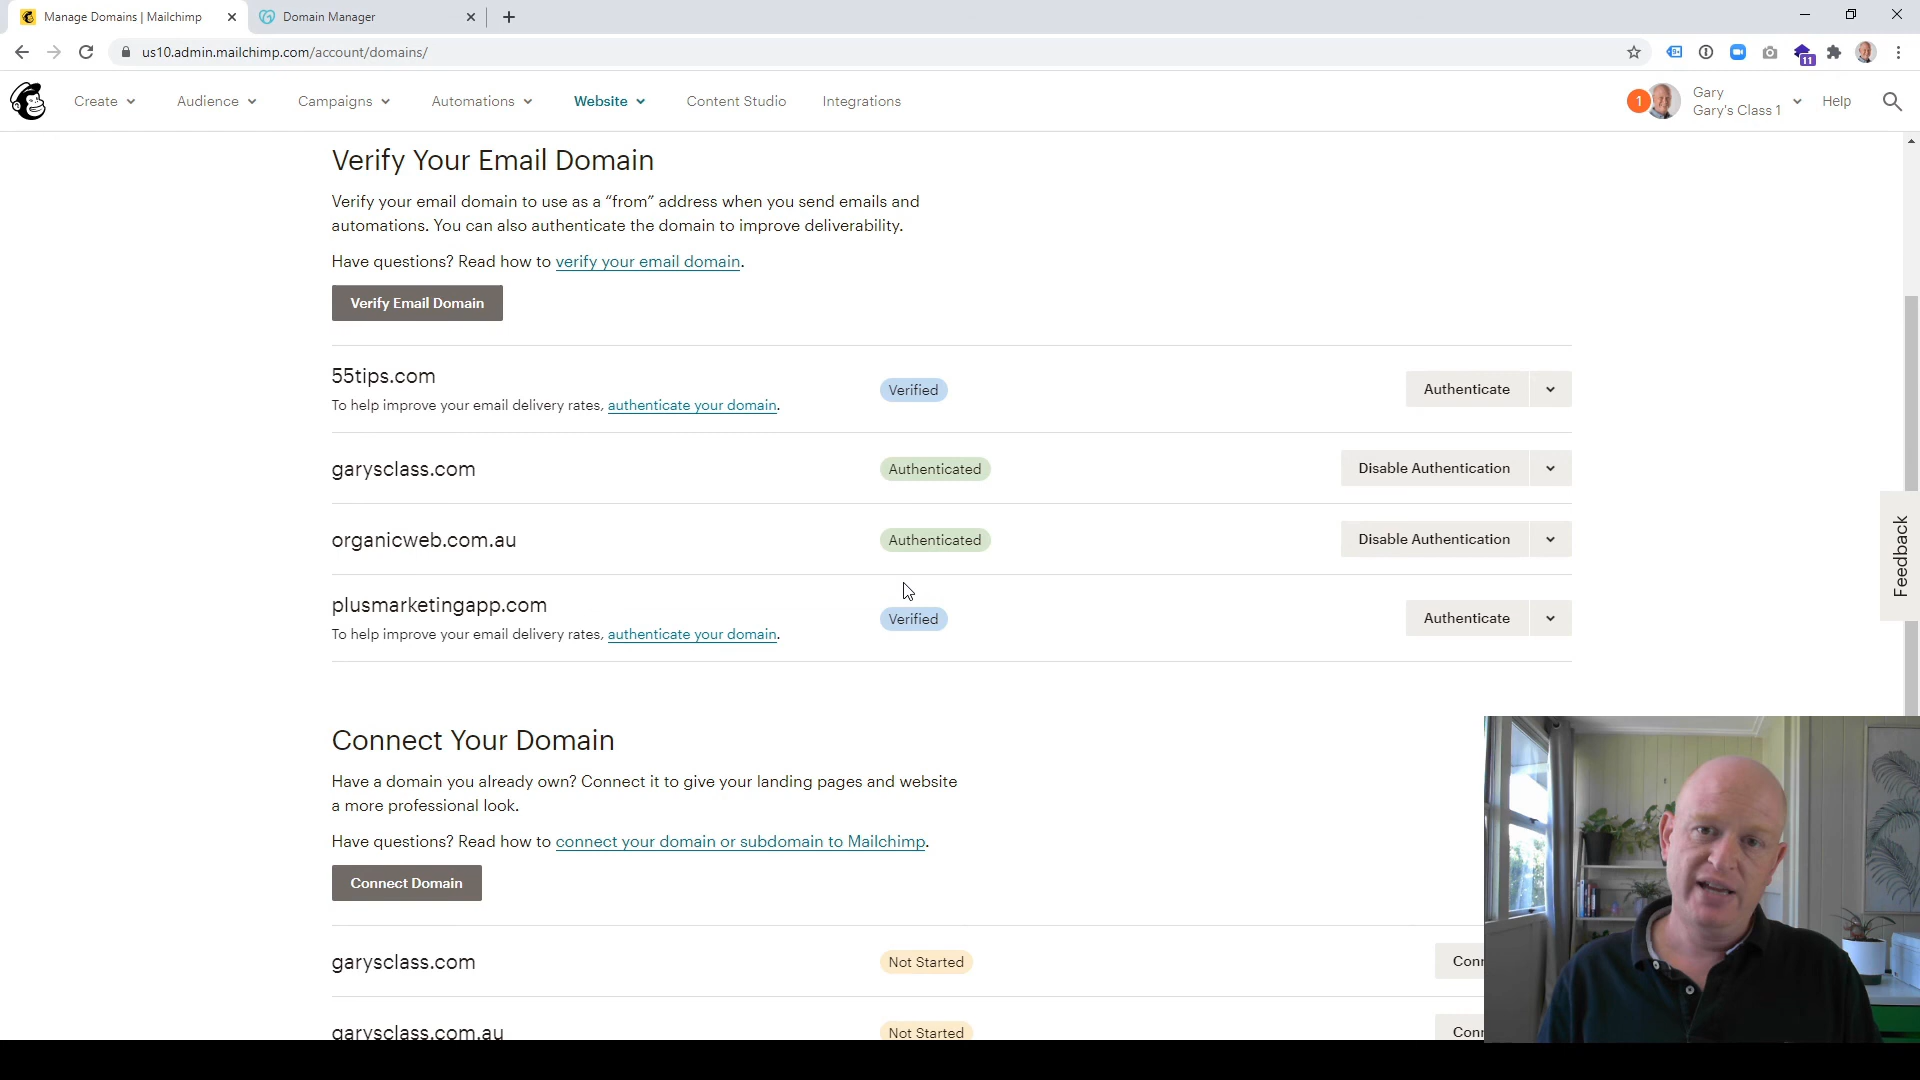 Manage Domains | Mailchimp
Domain Manager
us10.admin.mailchimp.com/account/domains/
11
Create
Audience
Campaigns
Automations
Website
Content Studio
Integrations
1
Gary
Gary's Class 1
Help
Verify Your Email Domain
Verify your email domain to use as a “from” address when you send emails and
automations. You can also authenticate the domain to improve deliverability.
Have questions? Read how to verify your email domain.
Verify Email Domain
55tips.com
To help improve your email delivery rates, authenticate your domain.
Verified
Authenticate
garysclass.com
Authenticated
Disable Authentication
organicweb.com.au
Authenticated
Disable Authentication
Feedback
plusmarketingapp.com
To help improve your email delivery rates, authenticate your domain.
Verified
Authenticate
Connect Your Domain
Have a domain you already own? Connect it to give your landing pages and website
a more professional look.
Have questions? Read how to connect your domain or subdomain to Mailchimp.
Connect Domain
garysclass.com
Not Started
Conn
garysclass.com.au
Not Started
Conn